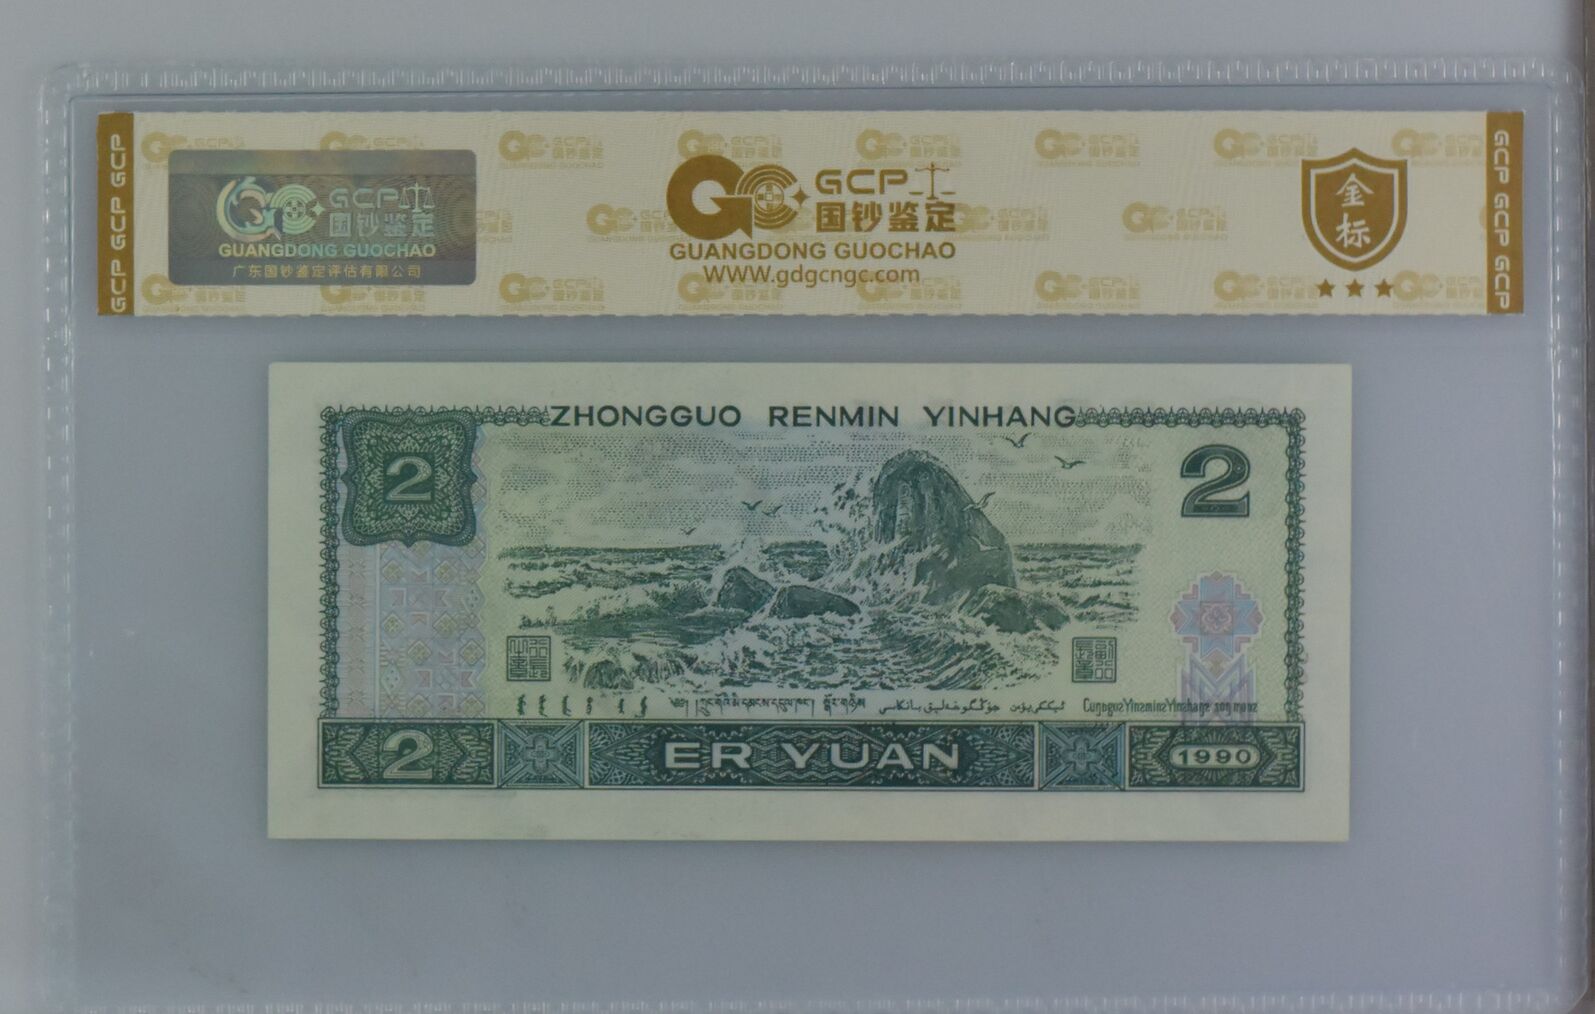 GCP GCP GCP
GCP
国钞鉴定
GUANGDONG GUOCHAO
广东国钞鉴定评估有限公司
GCP
国钞鉴定
GUANGDONG GUOCHAO
WWW.gdgcngc.com
金标
GCP GCP GCP
ZHONGGUO RENMIN YINHANG
2
2
2
ER YUAN
1990